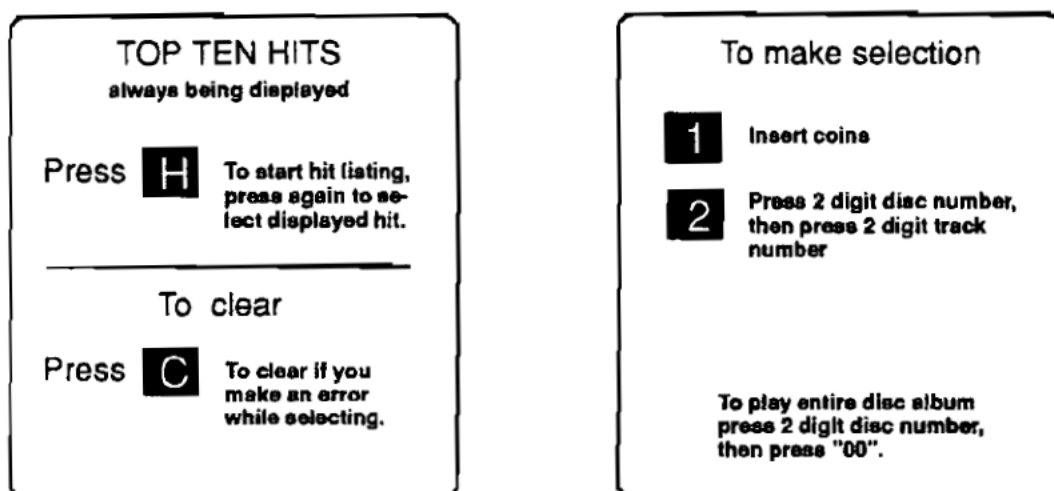 TOP TEN HITS
always being displayed
Press H To start hit listing,
press again to se-
lect displayed hit.
To clear
Press C To clear if you
make an error
while selecting.
To make selection
1 Insert coins
2 Press 2 digit disc number,
then press 2 digit track
number
To play entire disc album
press 2 digit disc number,
then press "00".